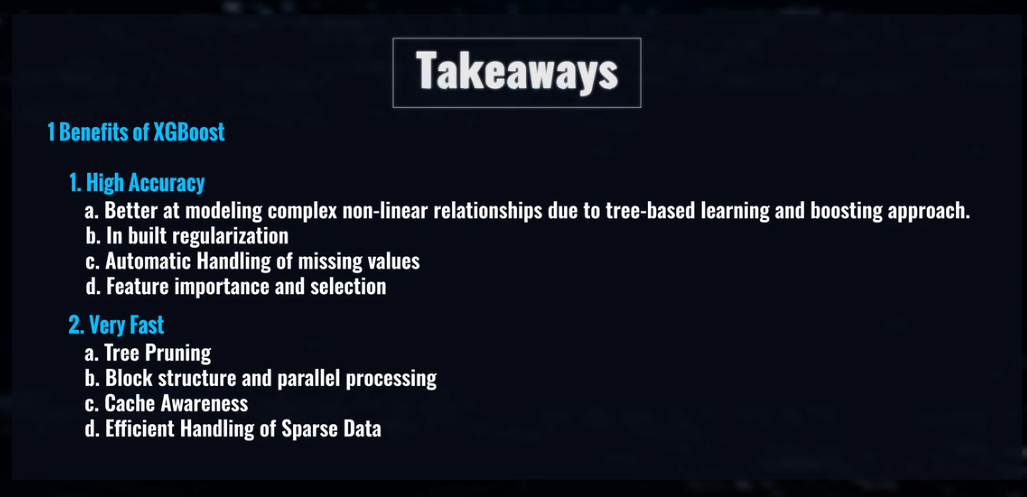 Takeaways
1 Benefits of XGBoost
1. High Accuracy
a. Better at modeling complex non-linear relationships due to tree-based learning and boosting approach.
b. In built regularization
c. Automatic Handling of missing values
d. Feature importance and selection
2. Very Fast
a. Tree Pruning
b. Block structure and parallel processing
c. Cache Awareness
d. Efficient Handling of Sparse Data